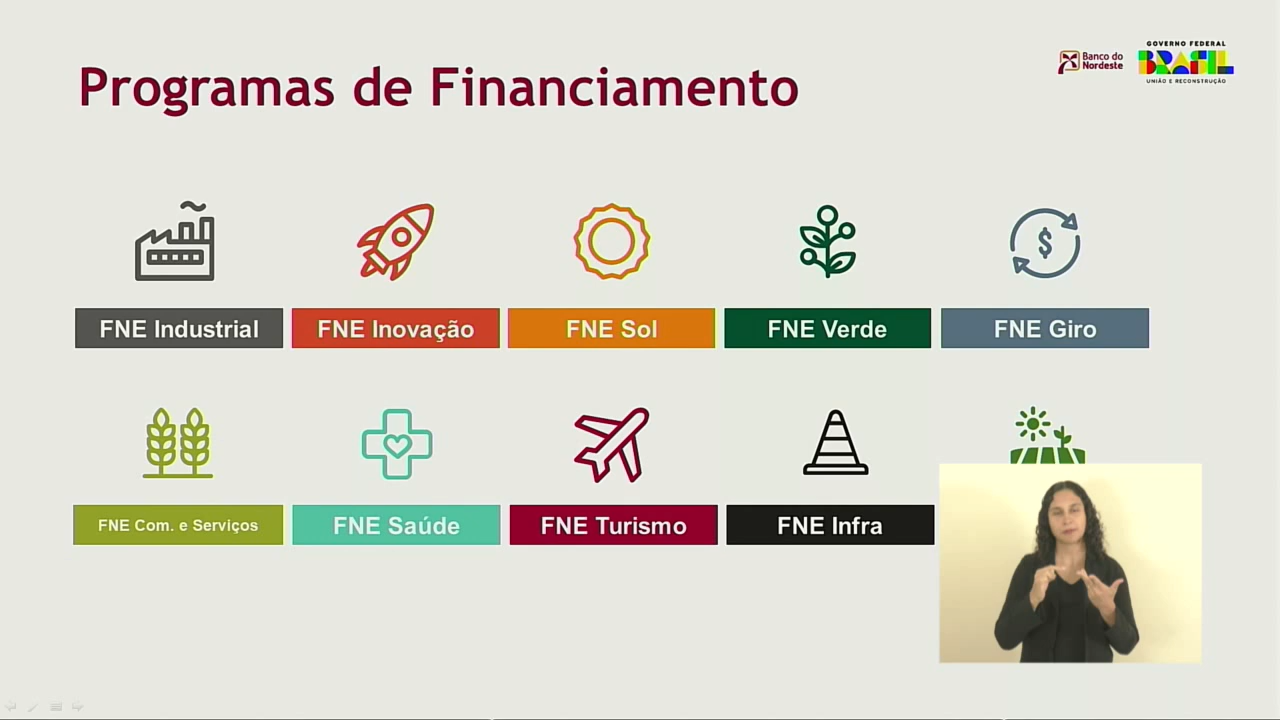 Programas de Financiamento
Banco do
Nordeste
GOVERNO FEDERAL
BRASIL
UNIÃO E RECONSTRUÇÃO
$
FNE Industrial
FNE Inovação
FNE Sol
FNE Verde
FNE Giro
FNE Com. e Serviços
FNE Saúde
FNE Turismo
FNE Infra